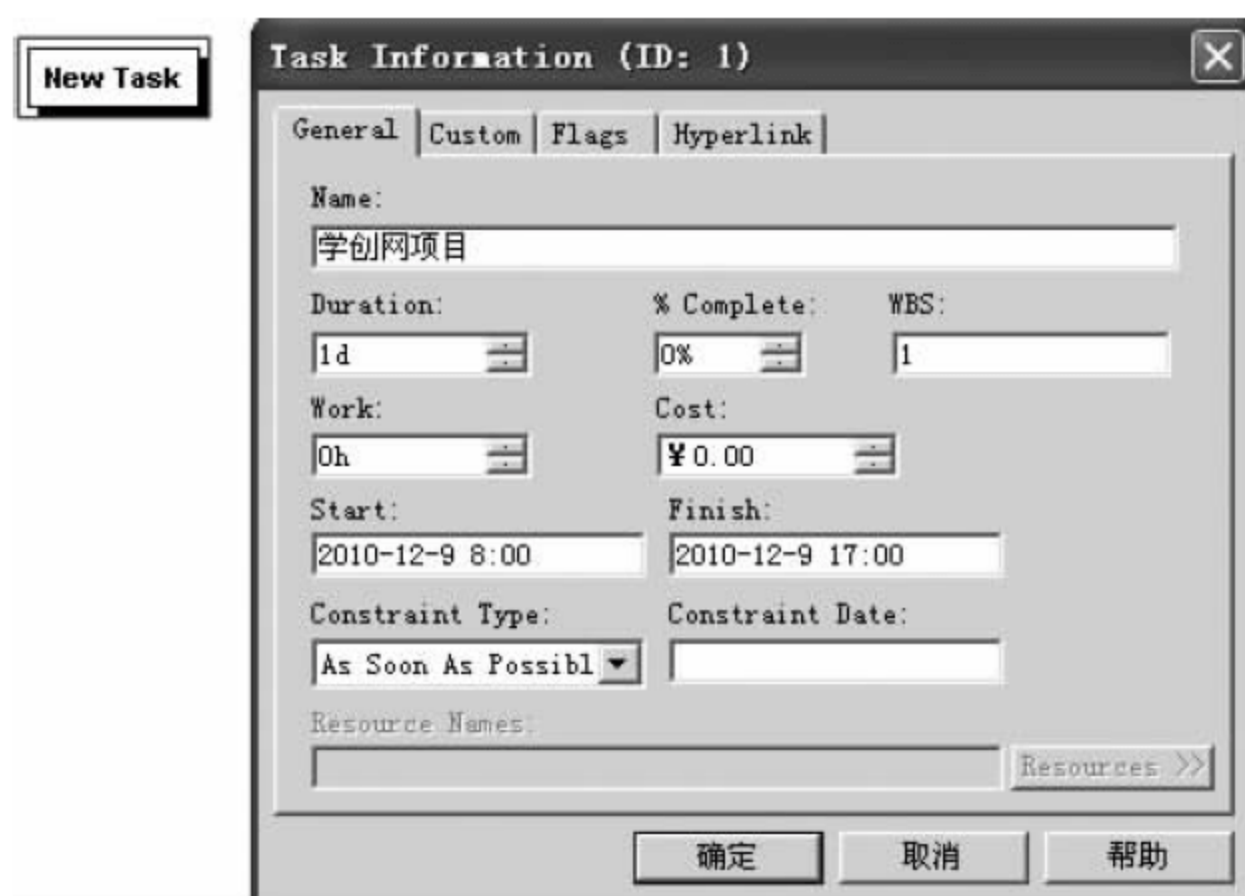 New Task
Task Information (ID: 1)
General Custom Flags Hyperlink
Name:
学创网项目
Duration: % Complete: WBS:
1d 0% 1
Work: Cost:
0h ¥0.00
Start: Finish:
2010-12-9 8:00 2010-12-9 17:00
Constraint Type: Constraint Date:
As Soon As Possibl
Resource Names:
Resources >>
确定 取消 帮助